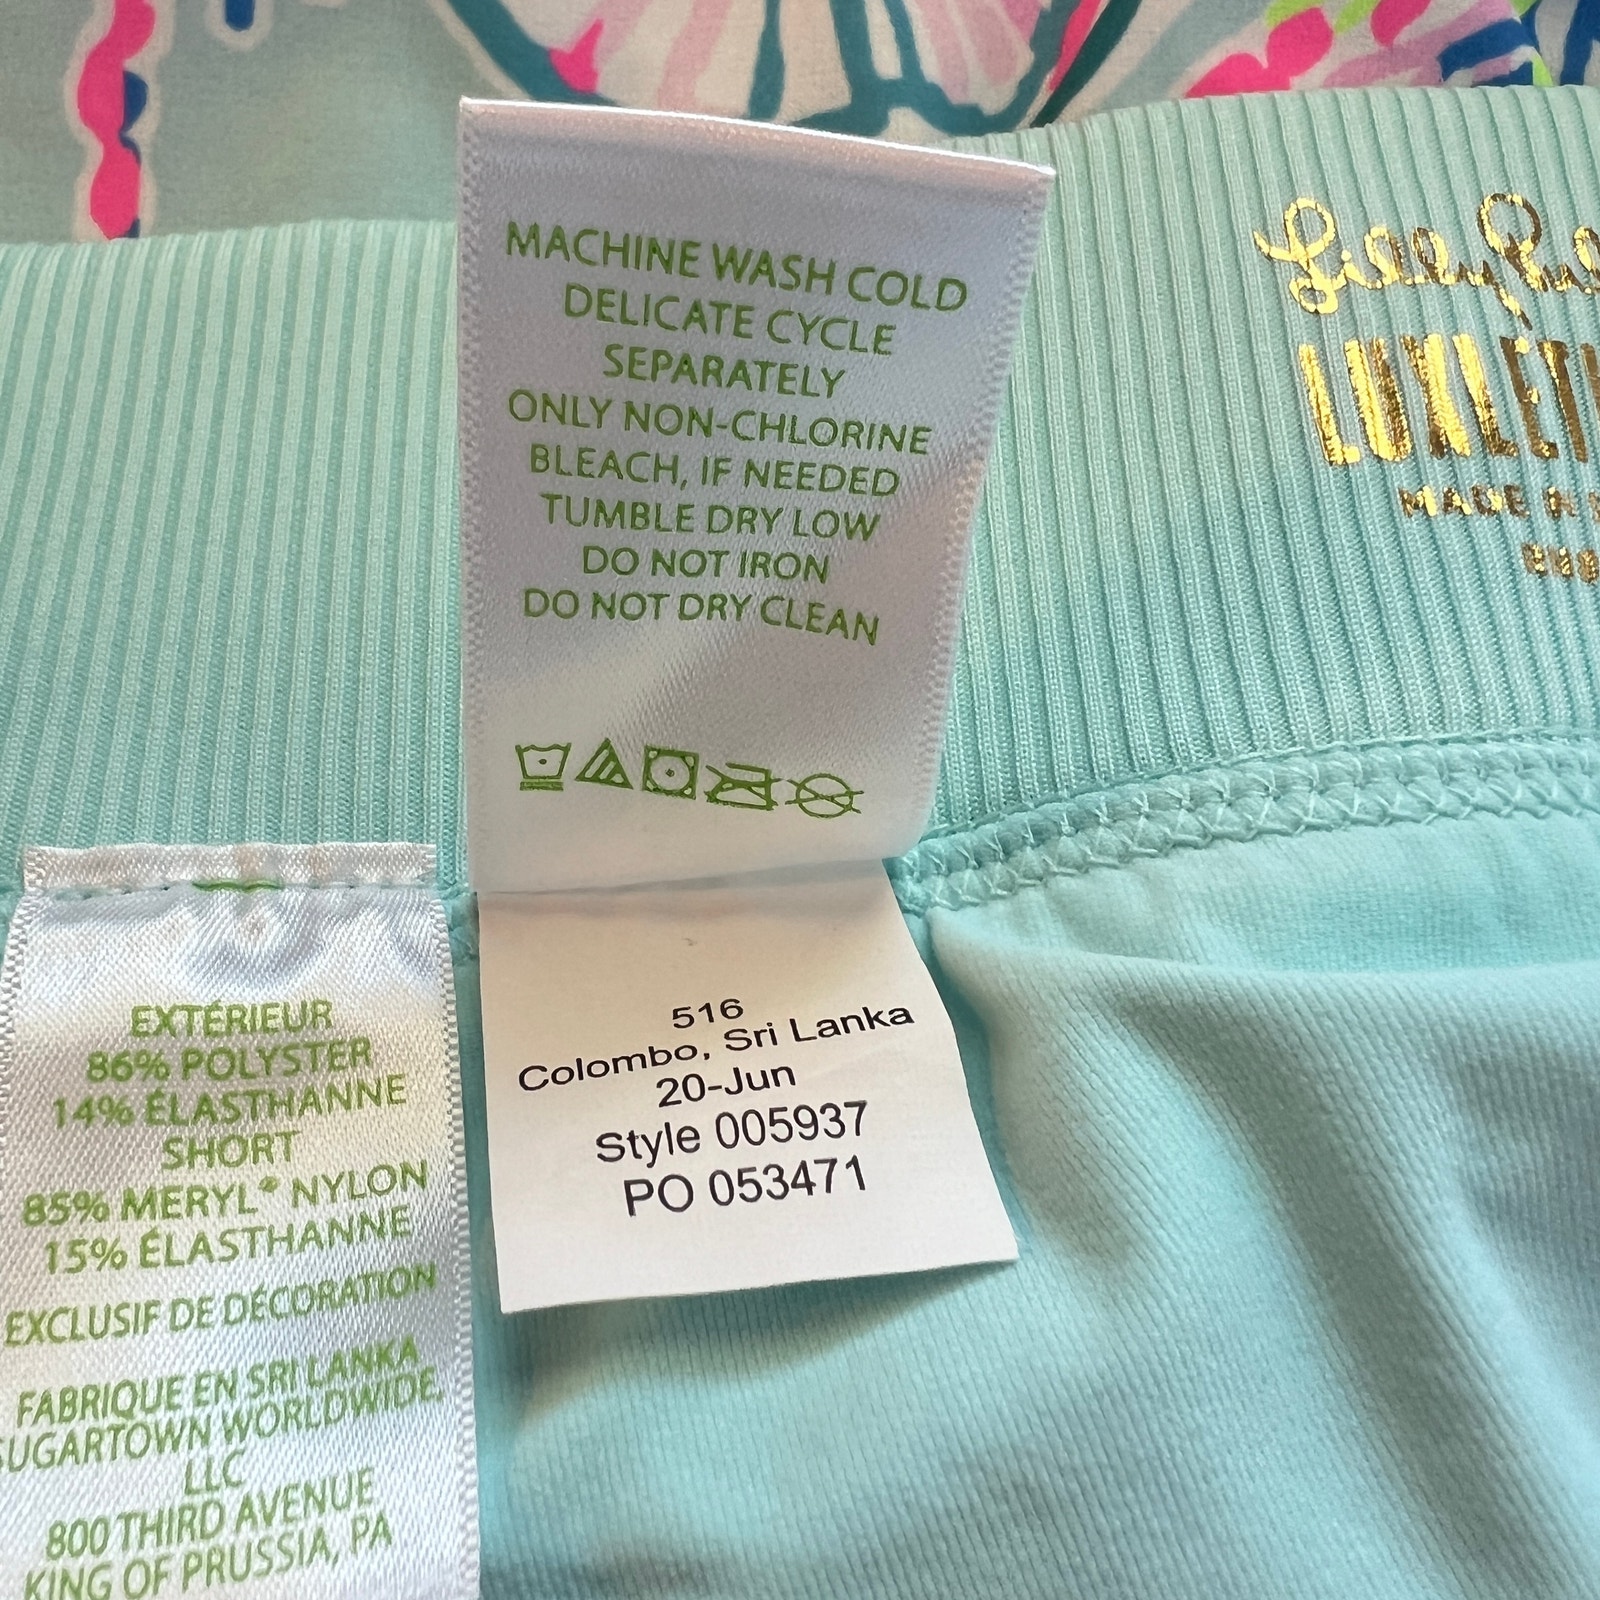 MACHINE WASH COLD
DELICATE CYCLE
SEPARATELY
ONLY NON-CHLORINE
BLEACH, IF NEEDED
TUMBLE DRY LOW
DO NOT IRON
DO NOT DRY CLEAN
Lilly
MADE IN
EXTÉRIEUR
86% POLYSTER
14% ÉLASTHANNE
SHORT
85% MERYL® NYLON
15% ÉLASTHANNE
EXCLUSIF DE DÉCORATION
FABRIQUE EN SRI LANKA
SUGARTOWN WORLDWIDE,
LLC
800 THIRD AVENUE
KING OF PRUSSIA, PA
516
Colombo, Sri Lanka
20-Jun
Style 005937
PO 053471